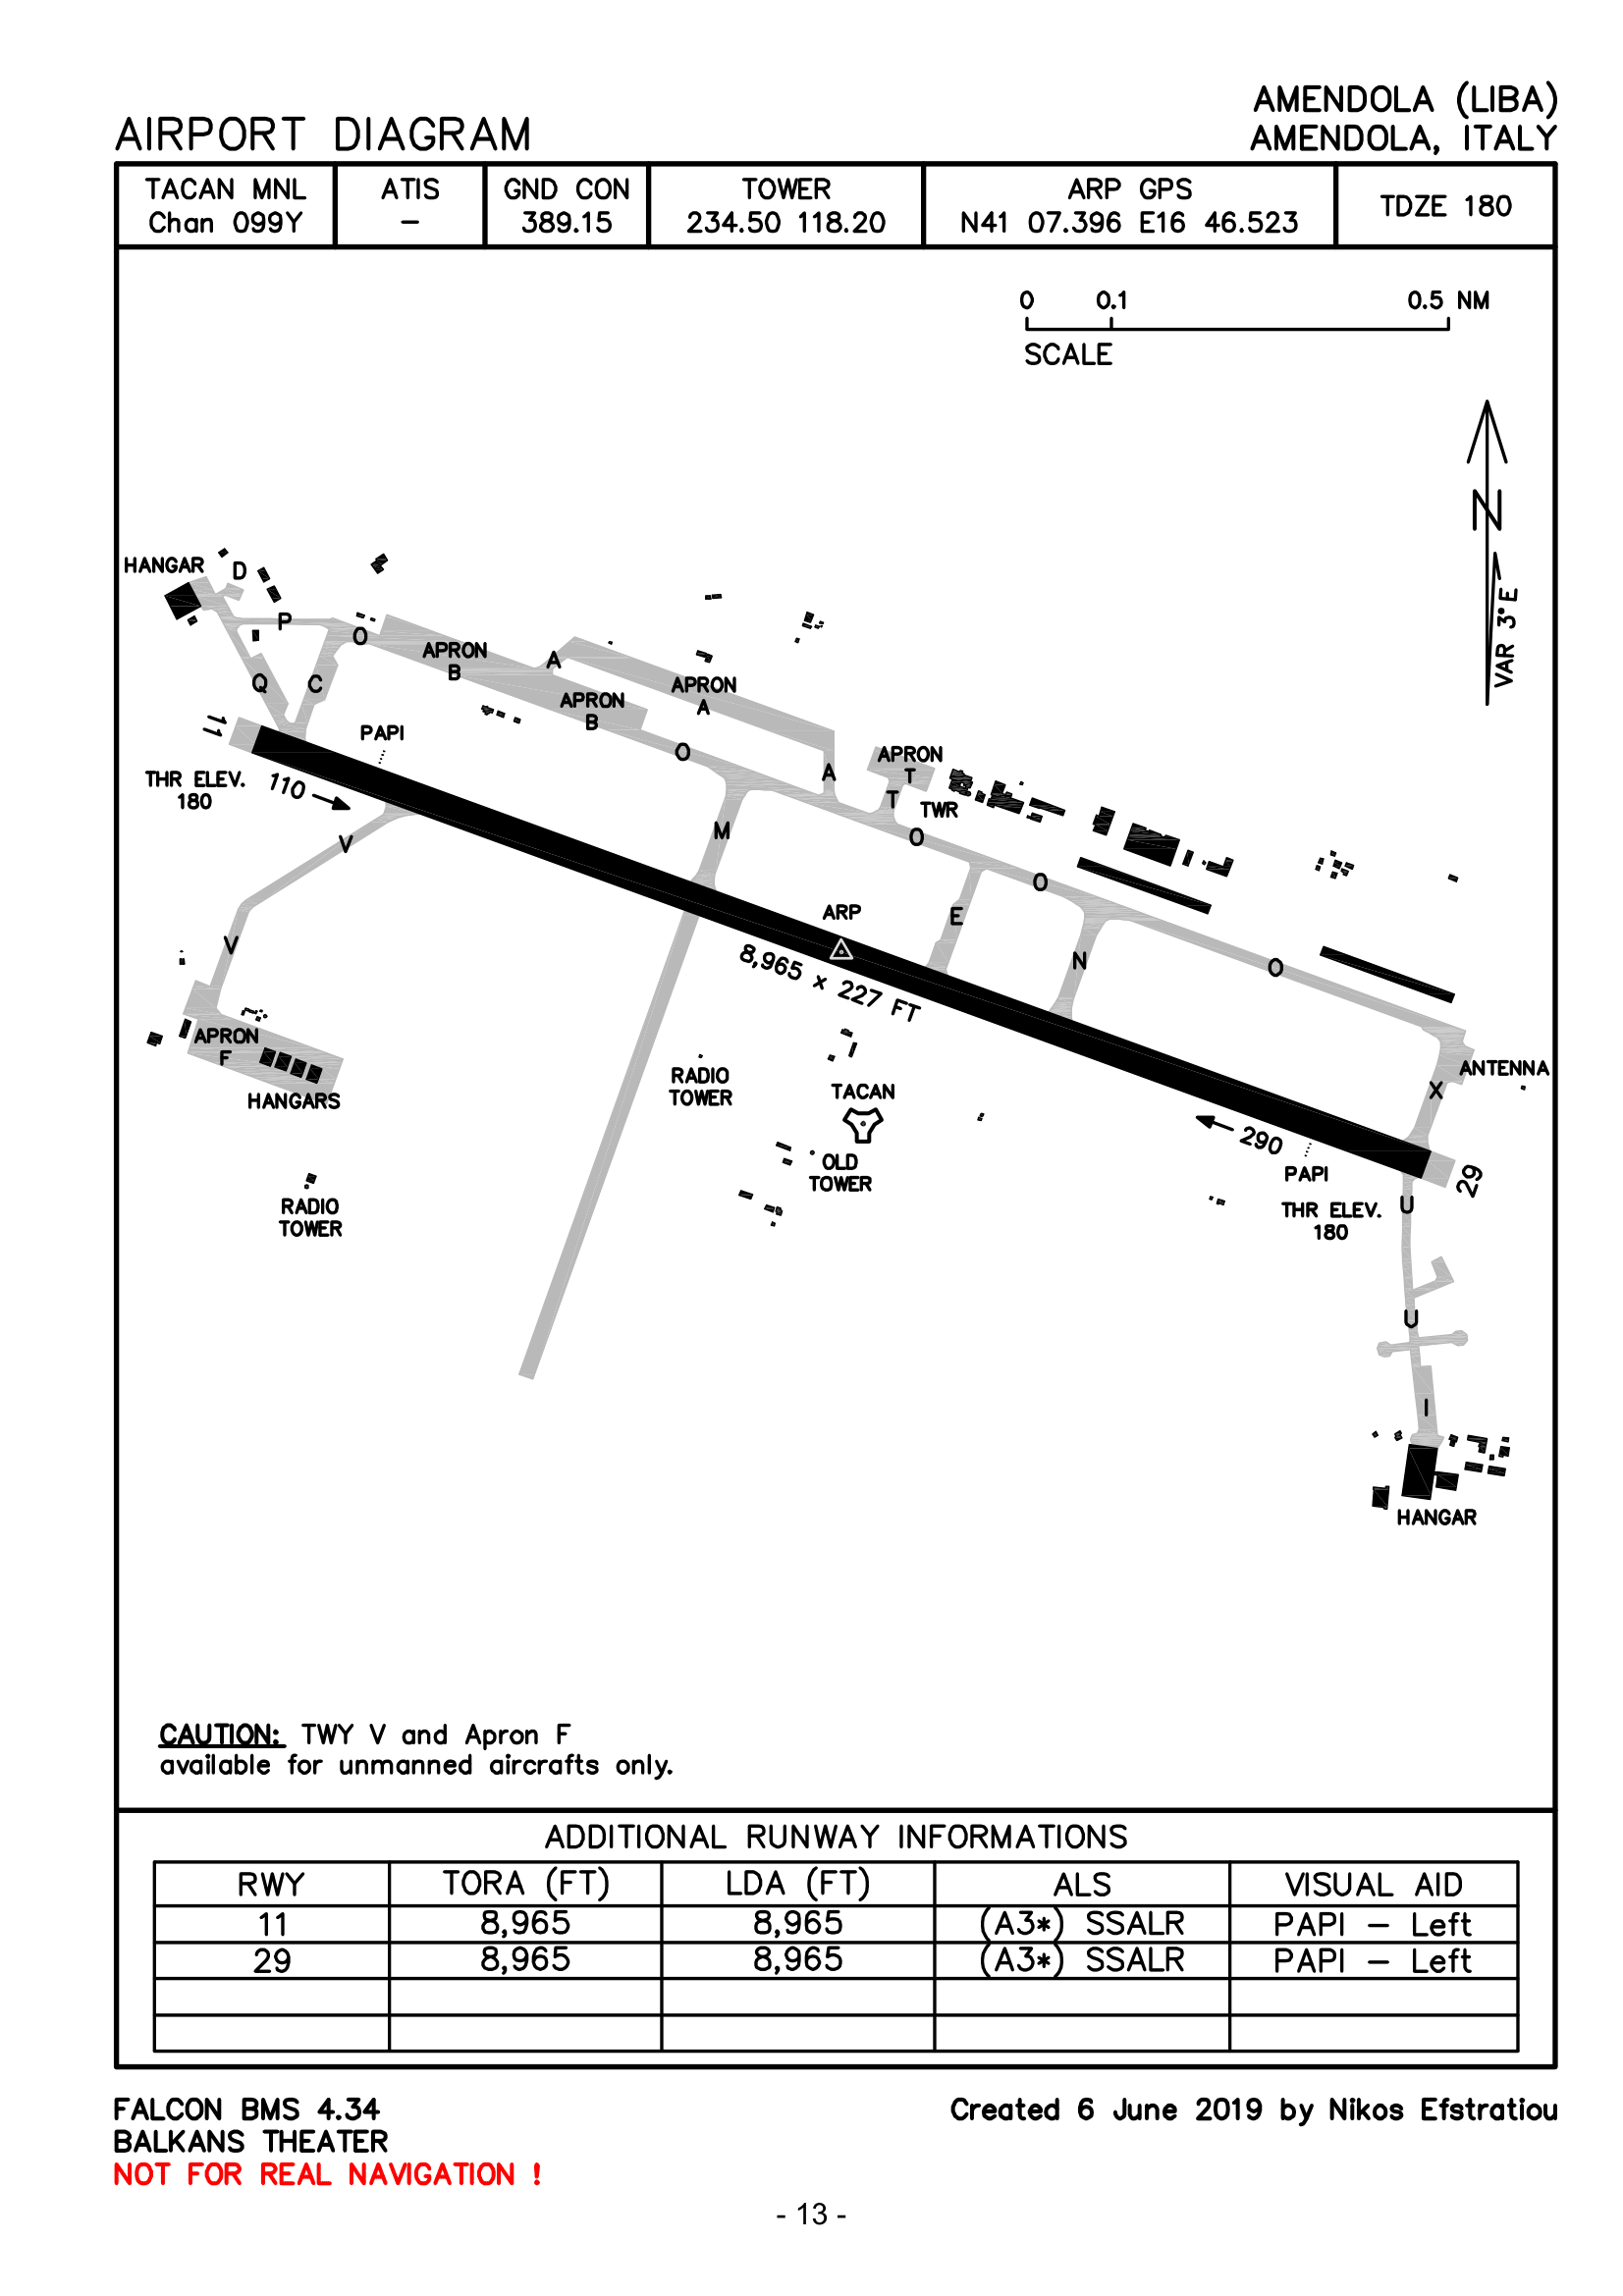 AMENDOLA (LIBA)
AIRPORT DIAGRAM
AMENDOLA, ITALY
TACAN MNL
Chan 099Y
ATIS
-
GND CON
389.15
TOWER
234.50 118.20
ARP GPS
N41 07.396 E16 46.523
TDZE 180
0 0.1 0.5 NM
SCALE
N
VAR 3°E
HANGAR
D
P
O
Q
C
APRON
B
A
APRON
B
APRON
A
O
A
APRON
T
T
TWR
O
O
O
11
THR ELEV.
180
110
PAPI
V
V
M
E
N
ARP
8,965 x 227 FT
APRON
F
HANGARS
RADIO
TOWER
RADIO
TOWER
TACAN
OLD
TOWER
ANTENNA
X
290
PAPI
29
THR ELEV.
180
U
U
I
HANGAR
CAUTION: TWY V and Apron F
available for unmanned aircrafts only.
ADDITIONAL RUNWAY INFORMATIONS
RWY TORA (FT) LDA (FT) ALS VISUAL AID
11 8,965 8,965 (A3*) SSALR PAPI - Left
29 8,965 8,965 (A3*) SSALR PAPI - Left
FALCON BMS 4.34
BALKANS THEATER
NOT FOR REAL NAVIGATION !
Created 6 June 2019 by Nikos Efstratiou
- 13 -